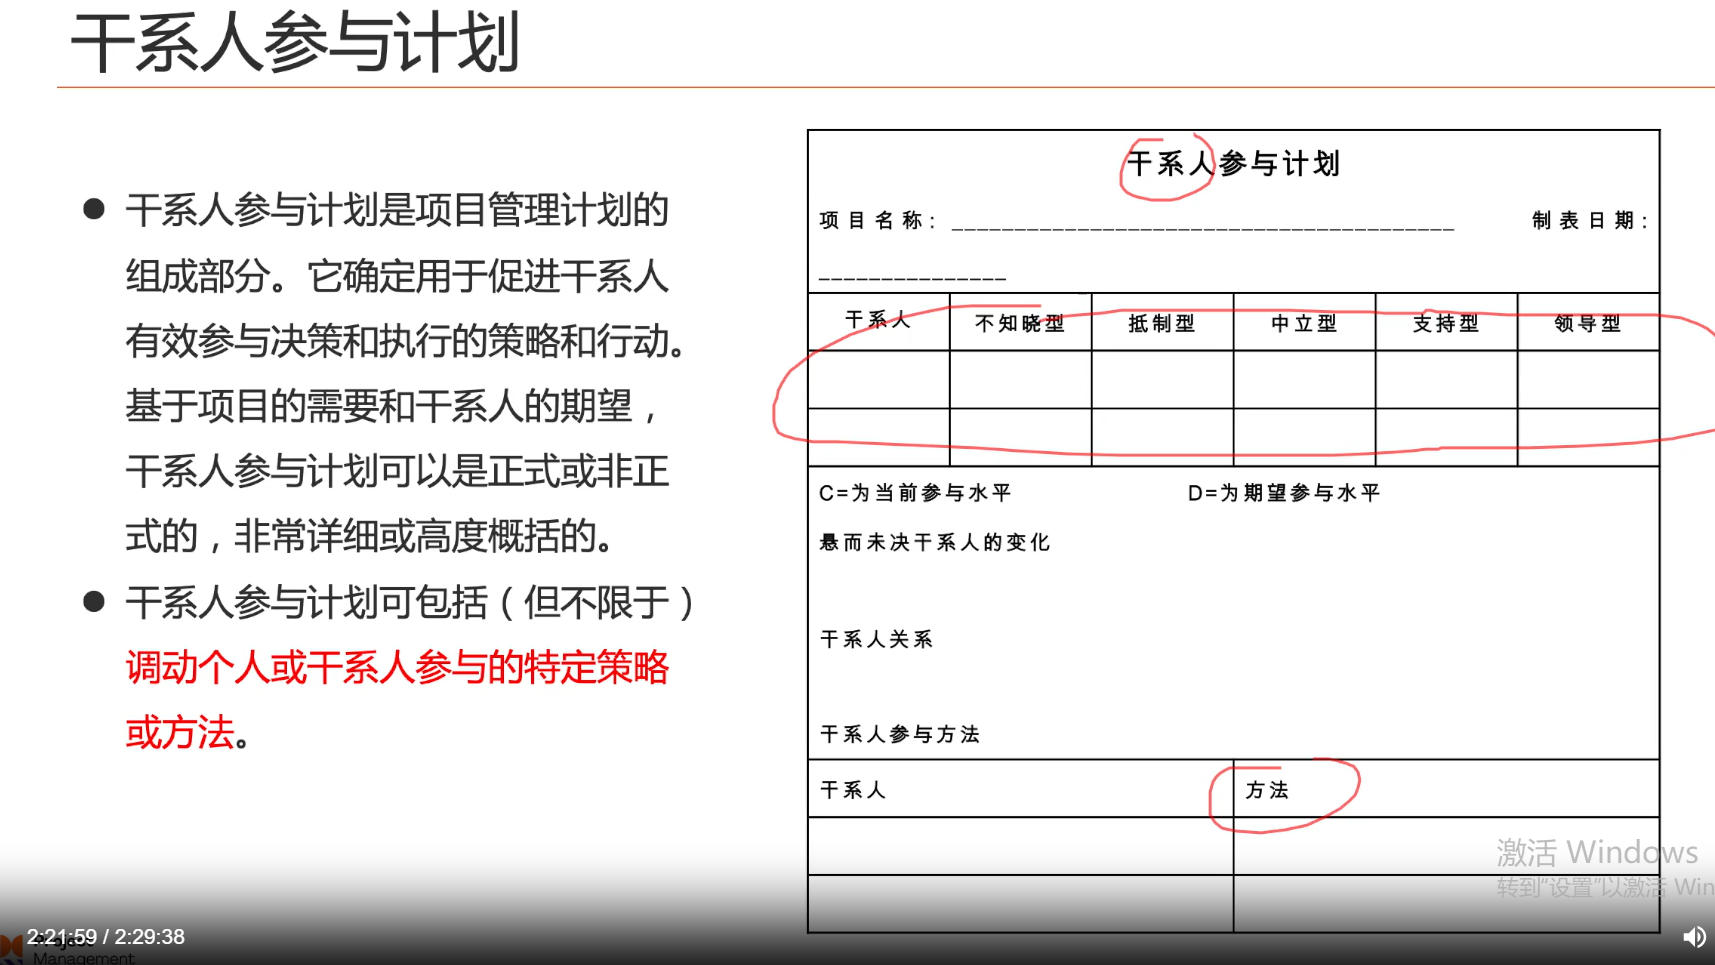 干系人参与计划
● 干系人参与计划是项目管理计划的
组成部分。它确定用于促进干系人
有效参与决策和执行的策略和行动。
基于项目的需要和干系人的期望，
干系人参与计划可以是正式或非正
式的，非常详细或高度概括的。
● 干系人参与计划可包括（但不限于）
调动个人或干系人参与的特定策略
或方法。
干系人参与计划
项目名称：________________________________________ 制表日期：
_______________
干系人 不知晓型 抵制型 中立型 支持型 领导型
C=为当前参与水平 D=为期望参与水平
悬而未决干系人的变化
干系人关系
干系人参与方法
干系人 方法
激活 Windows
转到"设置"以激活 Win
2:21:59 / 2:29:38
Project
Management